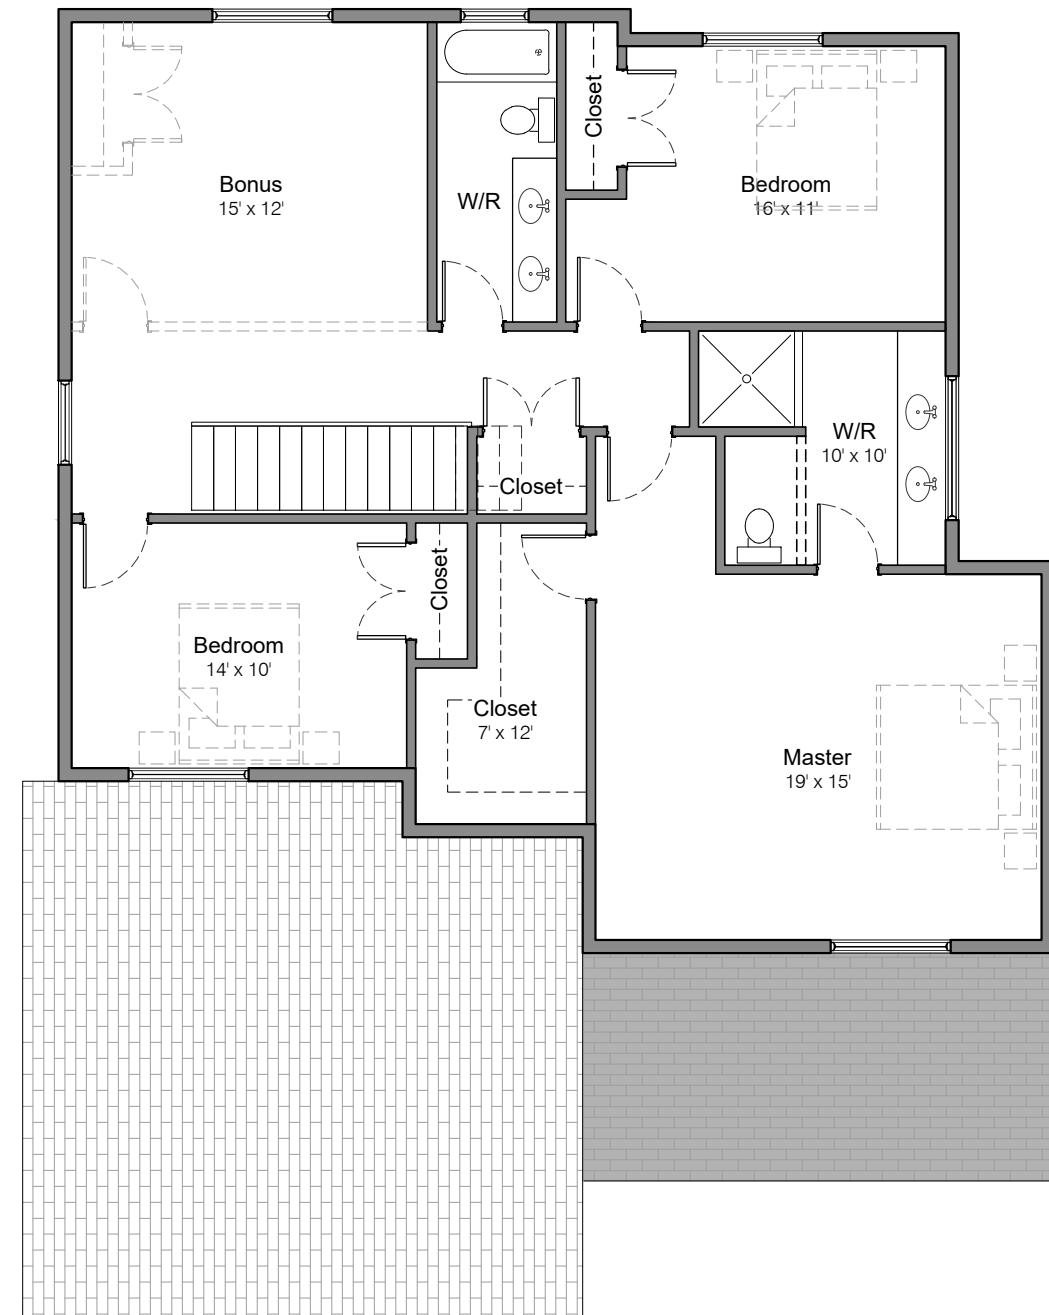 Closet
Bonus
15' x 12'
Bedroom
16' x 11'
W/R
W/R
10' x 10'
Closet
Closet
Bedroom
14' x 10'
Closet
7' x 12'
Master
19' x 15'